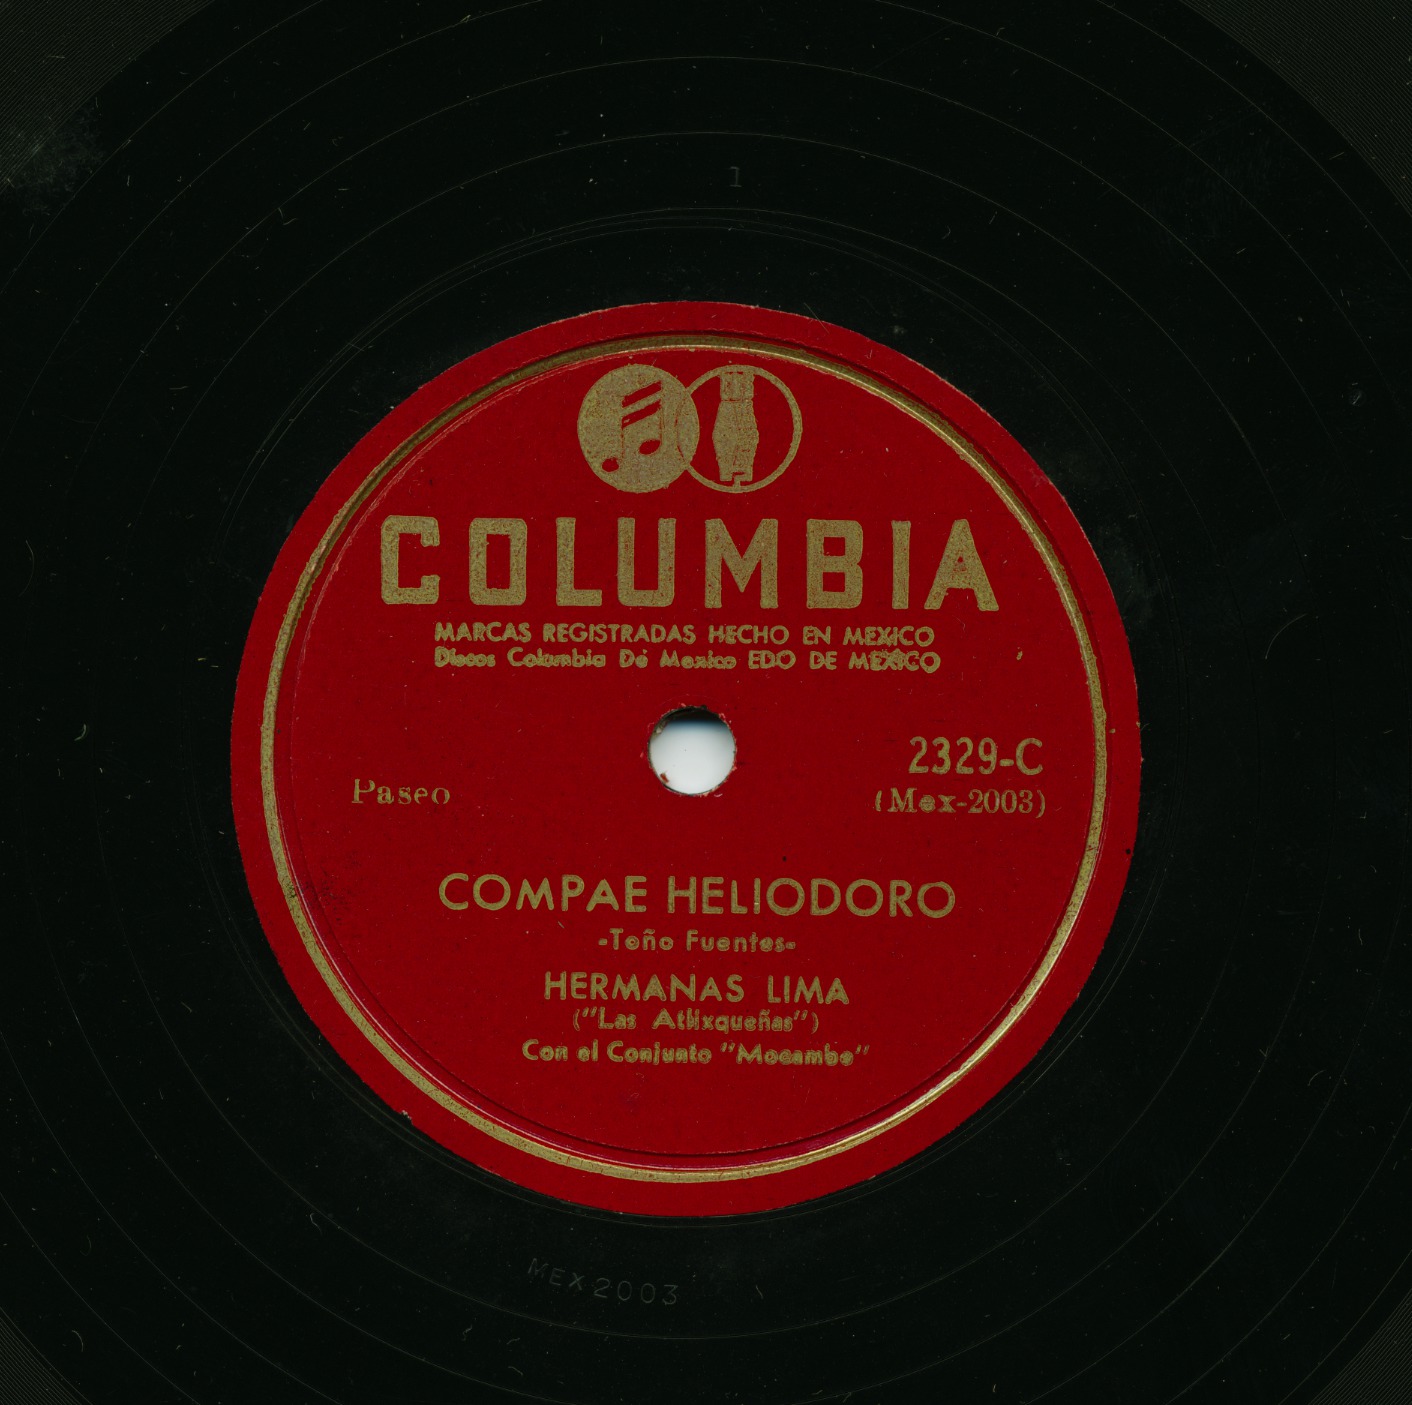 1
COLUMBIA
MARCAS REGISTRADAS HECHO EN MEXICO
Discos Columbia De Mexico EDO DE MEXICO
2329-C
Paseo
(Mex-2003)
COMPAE HELIODORO
-Toño Fuentes-
HERMANAS LIMA
("Las Atlixqueñas")
Con el Conjunto "Mocambo"
MEX2003